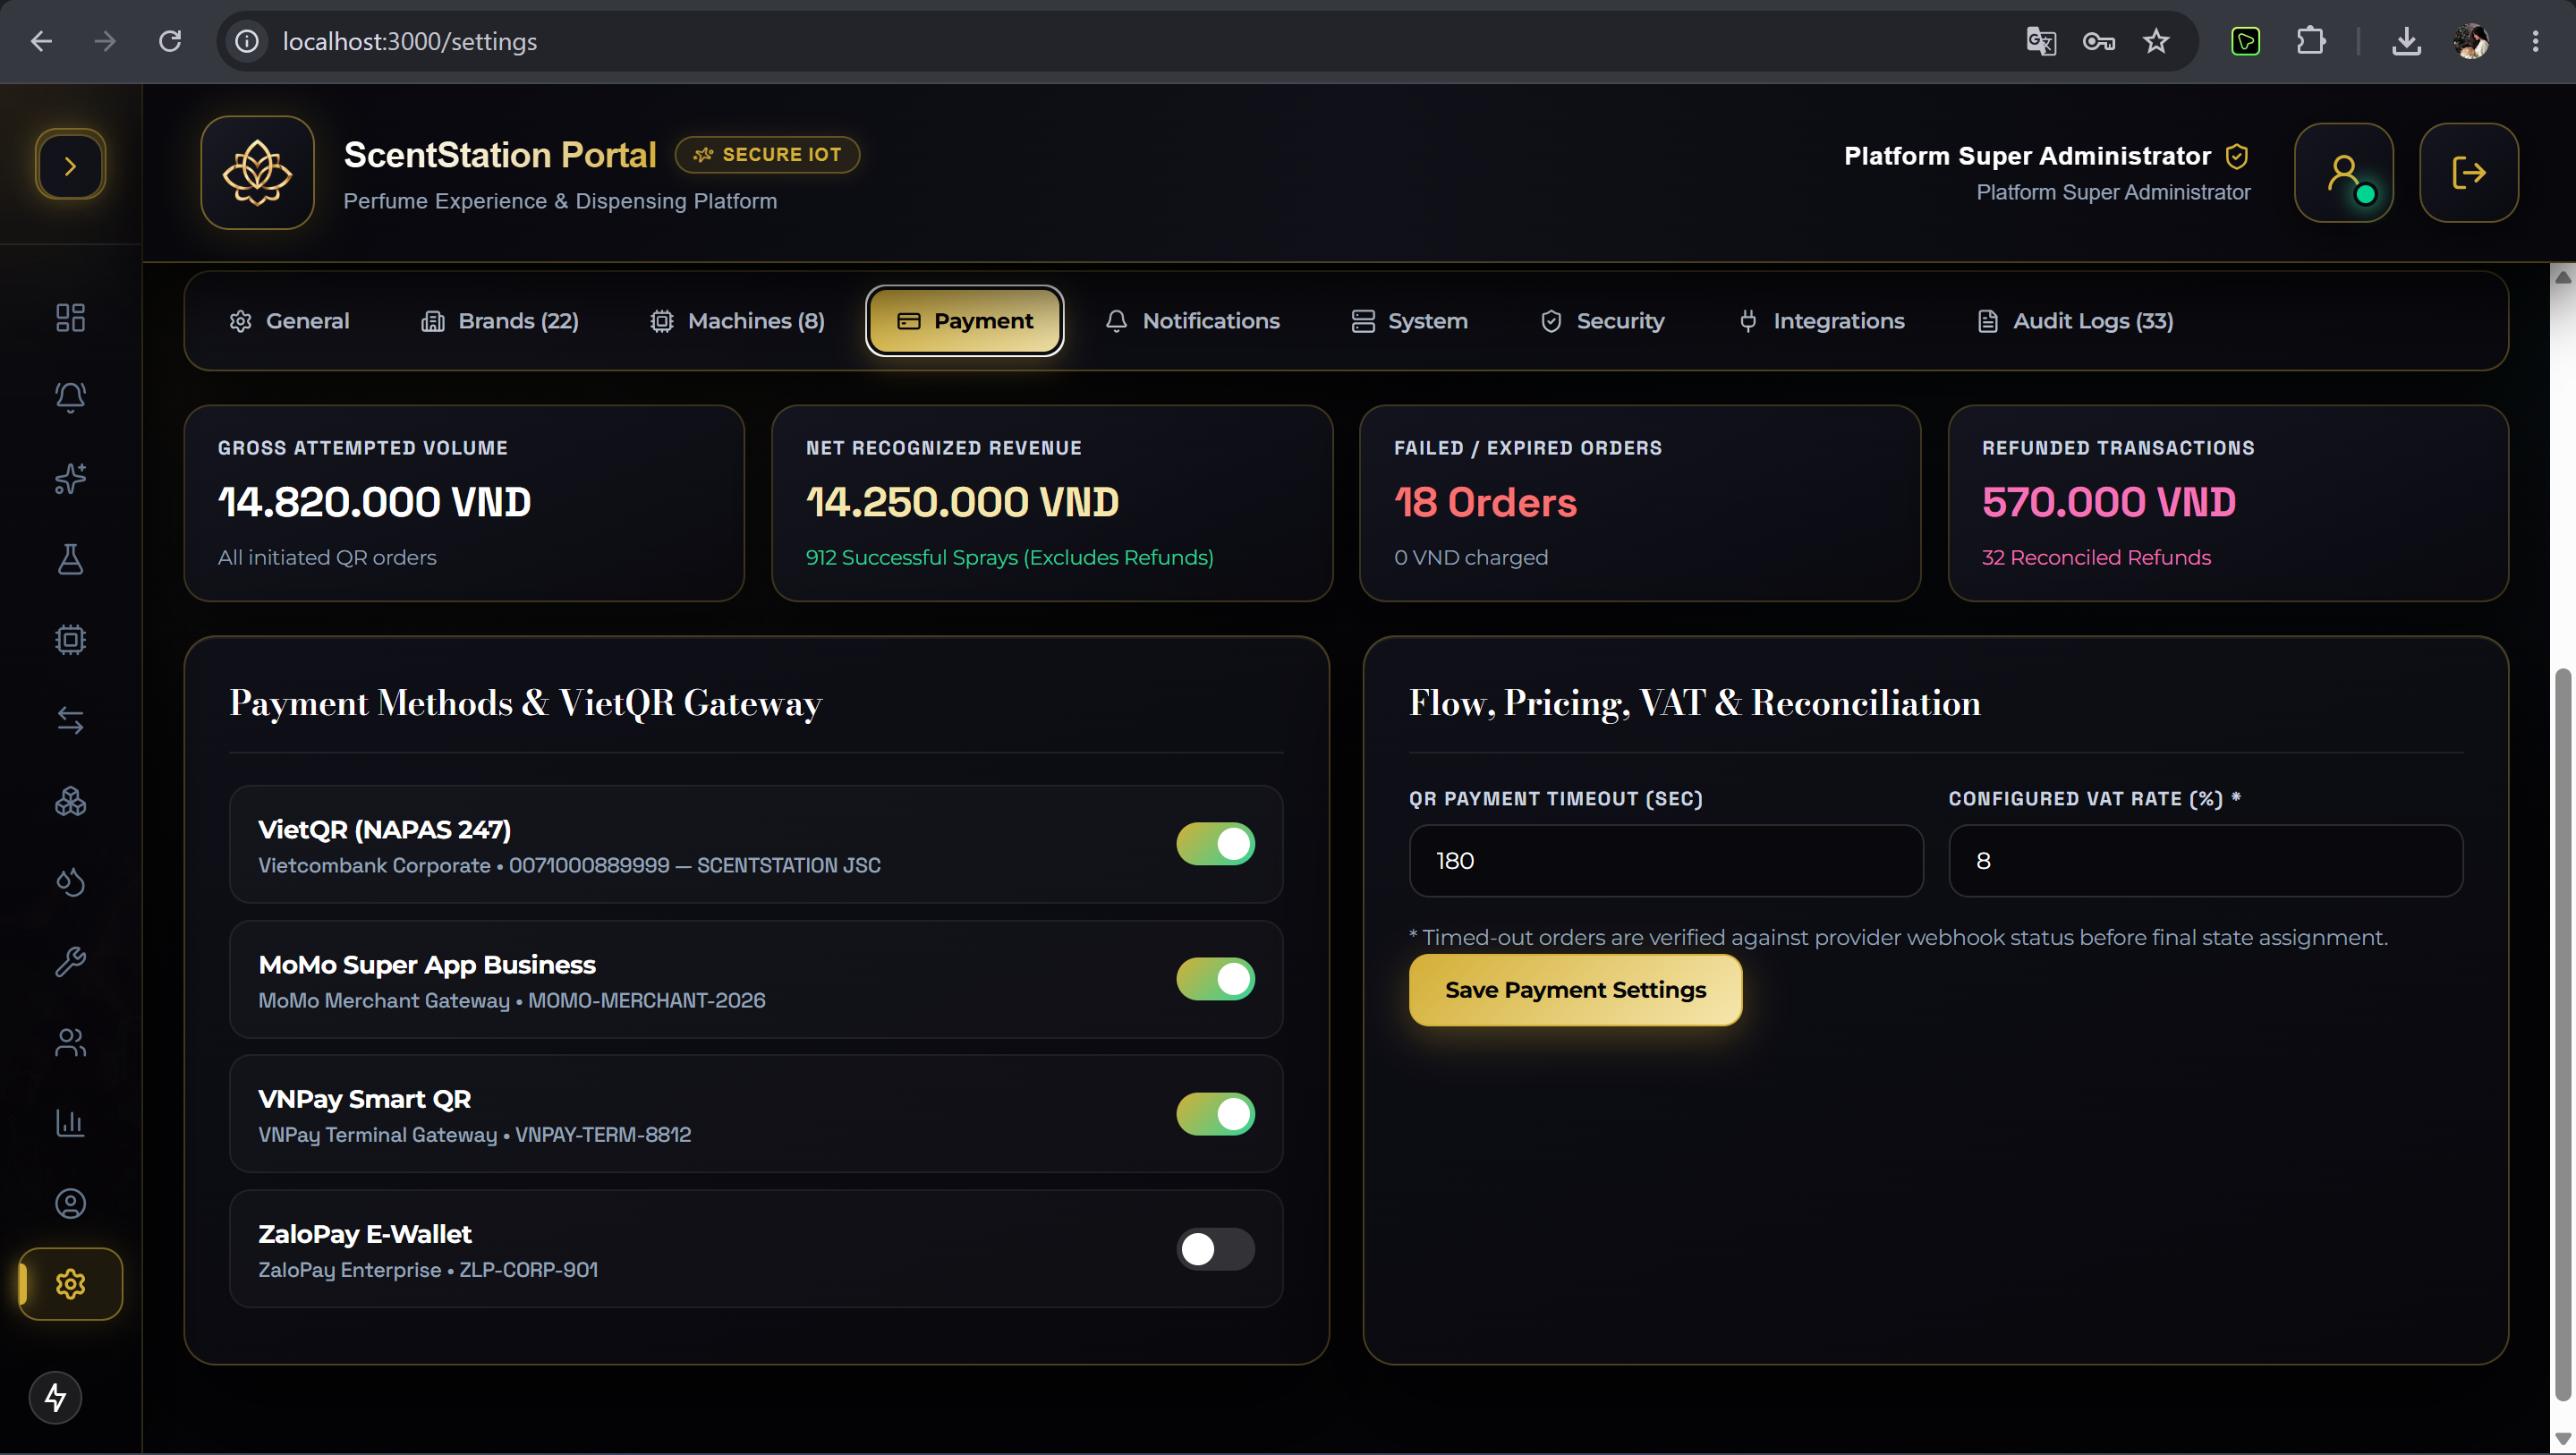 localhost:3000/settings
ScentStation Portal
SECURE IOT
Perfume Experience & Dispensing Platform
Platform Super Administrator
Platform Super Administrator
General
Brands (22)
Machines (8)
Payment
Notifications
System
Security
Integrations
Audit Logs (33)
GROSS ATTEMPTED VOLUME
14.820.000 VND
All initiated QR orders
NET RECOGNIZED REVENUE
14.250.000 VND
912 Successful Sprays (Excludes Refunds)
FAILED / EXPIRED ORDERS
18 Orders
0 VND charged
REFUNDED TRANSACTIONS
570.000 VND
32 Reconciled Refunds
Payment Methods & VietQR Gateway
VietQR (NAPAS 247)
Vietcombank Corporate • 0071000889999 — SCENTSTATION JSC
MoMo Super App Business
MoMo Merchant Gateway • MOMO-MERCHANT-2026
VNPay Smart QR
VNPay Terminal Gateway • VNPAY-TERM-8812
ZaloPay E-Wallet
ZaloPay Enterprise • ZLP-CORP-901
Flow, Pricing, VAT & Reconciliation
QR PAYMENT TIMEOUT (SEC)
180
CONFIGURED VAT RATE (%) *
8
* Timed-out orders are verified against provider webhook status before final state assignment.
Save Payment Settings